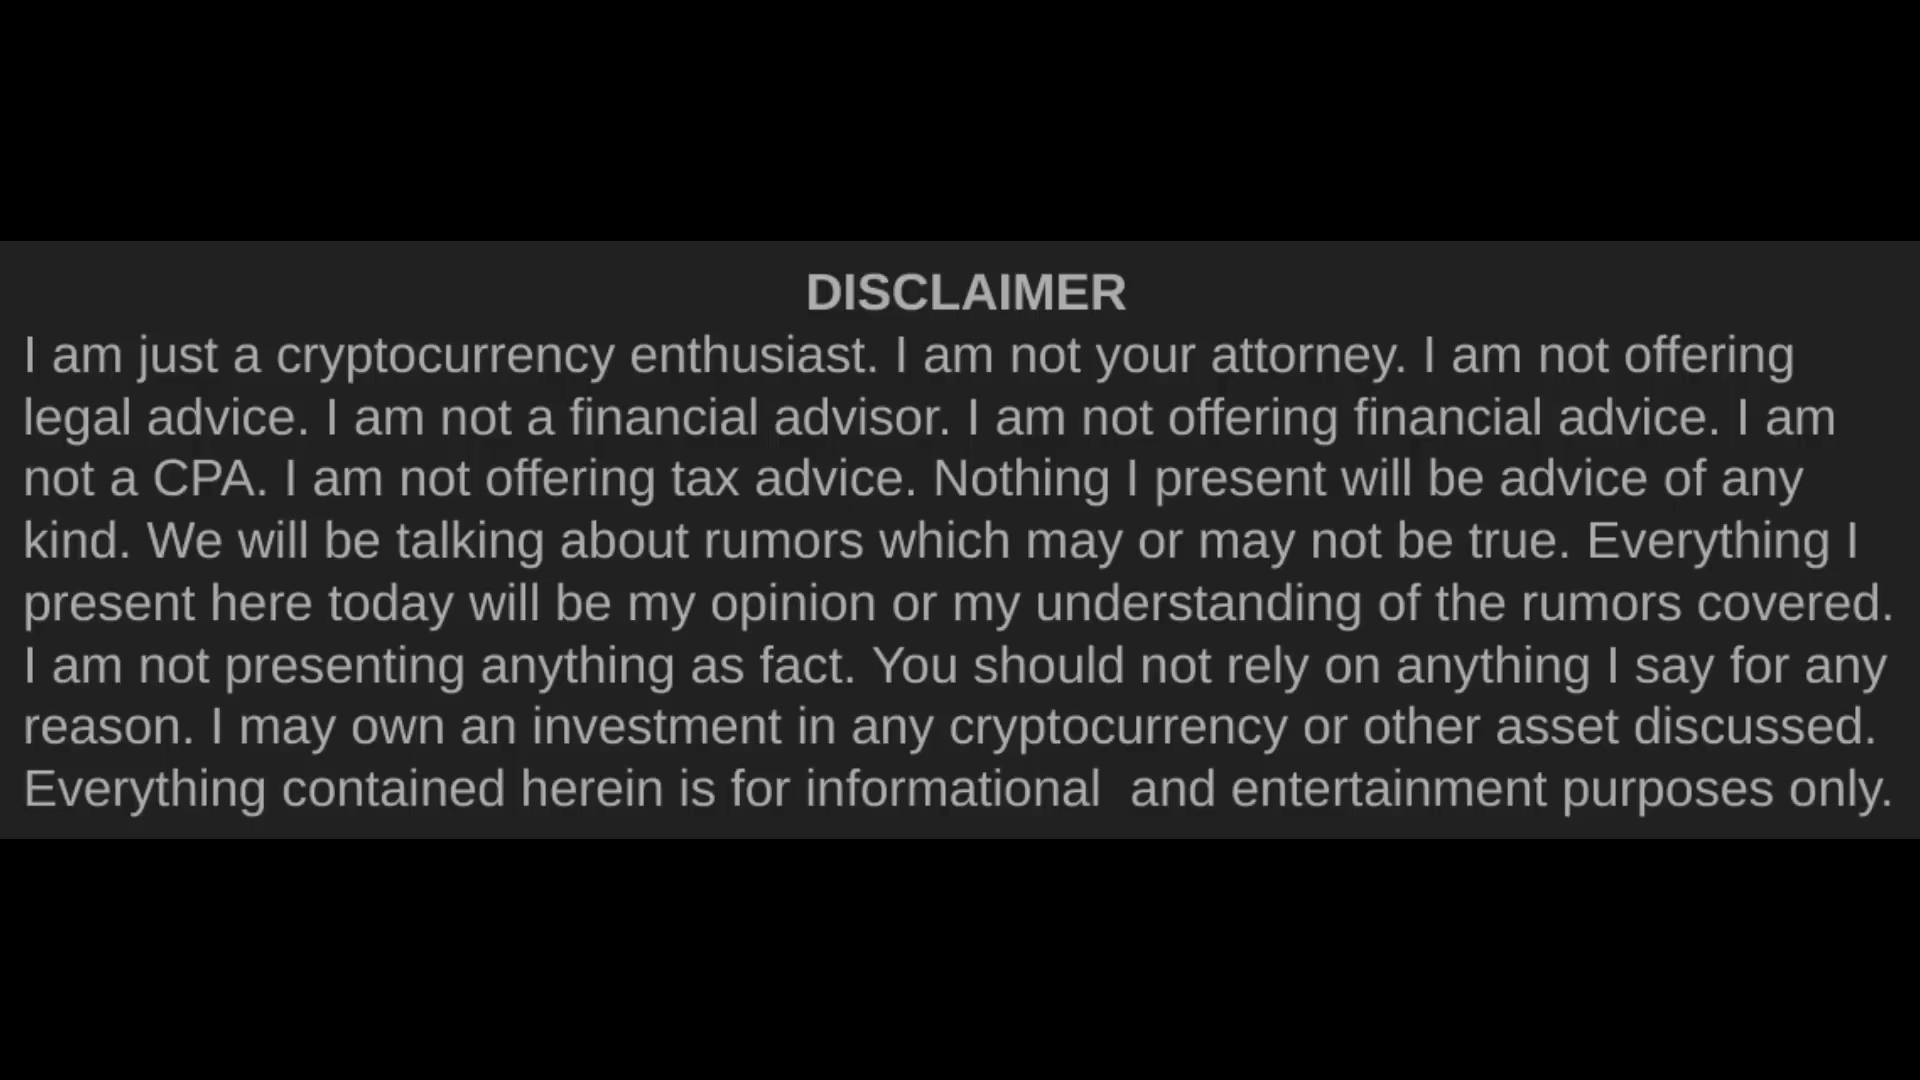 DISCLAIMER
I am just a cryptocurrency enthusiast. I am not your attorney. I am not offering
legal advice. I am not a financial advisor. I am not offering financial advice. I am
not a CPA. I am not offering tax advice. Nothing I present will be advice of any
kind. We will be talking about rumors which may or may not be true. Everything I
present here today will be my opinion or my understanding of the rumors covered.
I am not presenting anything as fact. You should not rely on anything I say for any
reason. I may own an investment in any cryptocurrency or other asset discussed.
Everything contained herein is for informational  and entertainment purposes only.